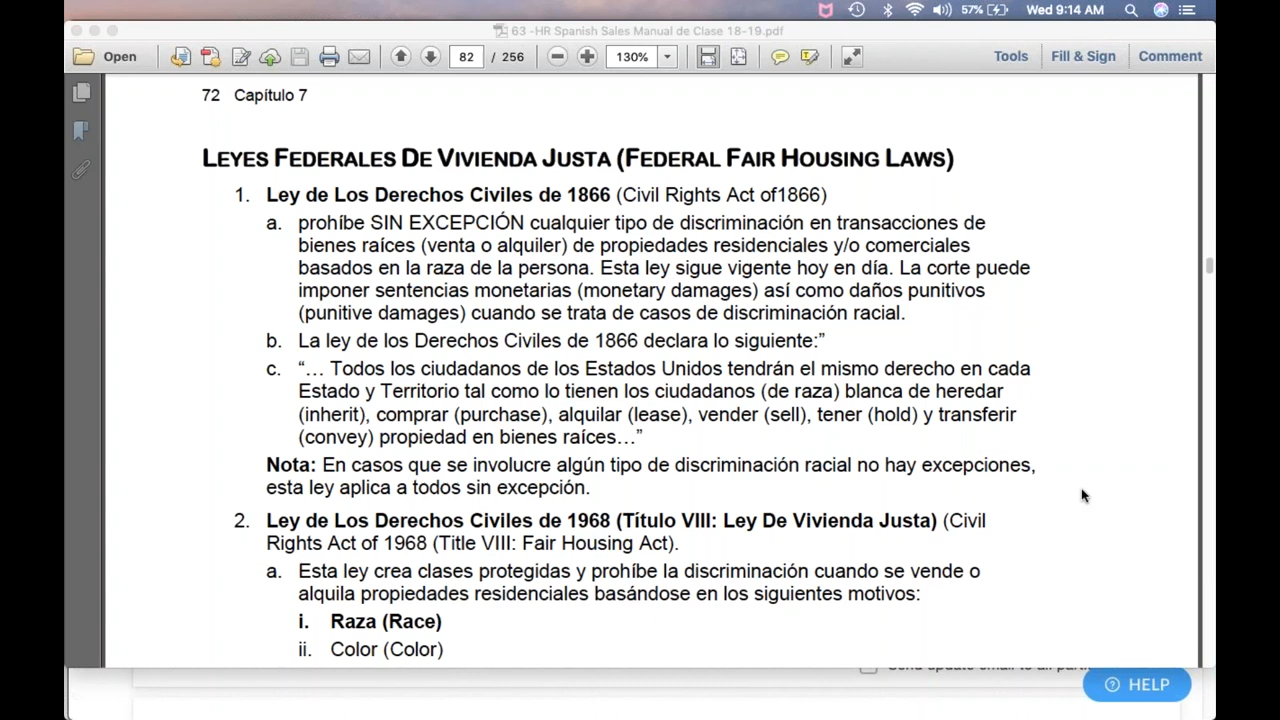 57% Wed 9:14 AM
63 -HR Spanish Sales Manual de Clase 18-19.pdf
Open 82 / 256 130% Tools Fill & Sign Comment
72 Capítulo 7
LEYES FEDERALES DE VIVIENDA JUSTA (FEDERAL FAIR HOUSING LAWS)
1. Ley de Los Derechos Civiles de 1866 (Civil Rights Act of1866)
a. prohíbe SIN EXCEPCIÓN cualquier tipo de discriminación en transacciones de
bienes raíces (venta o alquiler) de propiedades residenciales y/o comerciales
basados en la raza de la persona. Esta ley sigue vigente hoy en día. La corte puede
imponer sentencias monetarias (monetary damages) así como daños punitivos
(punitive damages) cuando se trata de casos de discriminación racial.
b. La ley de los Derechos Civiles de 1866 declara lo siguiente:”
c. “… Todos los ciudadanos de los Estados Unidos tendrán el mismo derecho en cada
Estado y Territorio tal como lo tienen los ciudadanos (de raza) blanca de heredar
(inherit), comprar (purchase), alquilar (lease), vender (sell), tener (hold) y transferir
(convey) propiedad en bienes raíces…”
Nota: En casos que se involucre algún tipo de discriminación racial no hay excepciones,
esta ley aplica a todos sin excepción.
2. Ley de Los Derechos Civiles de 1968 (Título VIII: Ley De Vivienda Justa) (Civil
Rights Act of 1968 (Title VIII: Fair Housing Act).
a. Esta ley crea clases protegidas y prohíbe la discriminación cuando se vende o
alquila propiedades residenciales basándose en los siguientes motivos:
i. Raza (Race)
ii. Color (Color)
Send update email to all
HELP